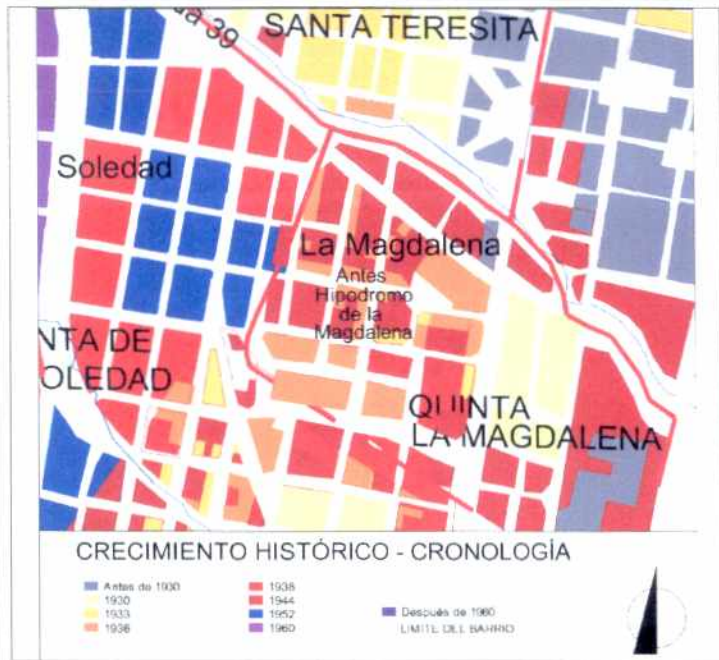 39
SANTA TERESITA
Soledad
La Magdalena
Antes
Hipodromo
de la
Magdalena
NTA DE
OLEDAD
QUINTA
LA MAGDALENA
CRECIMIENTO HISTÓRICO - CRONOLOGÍA
Antes de 1930
1930
1933
1936
1938
1944
1952
1960
Después de 1960
LIMITE DEL BARRIO